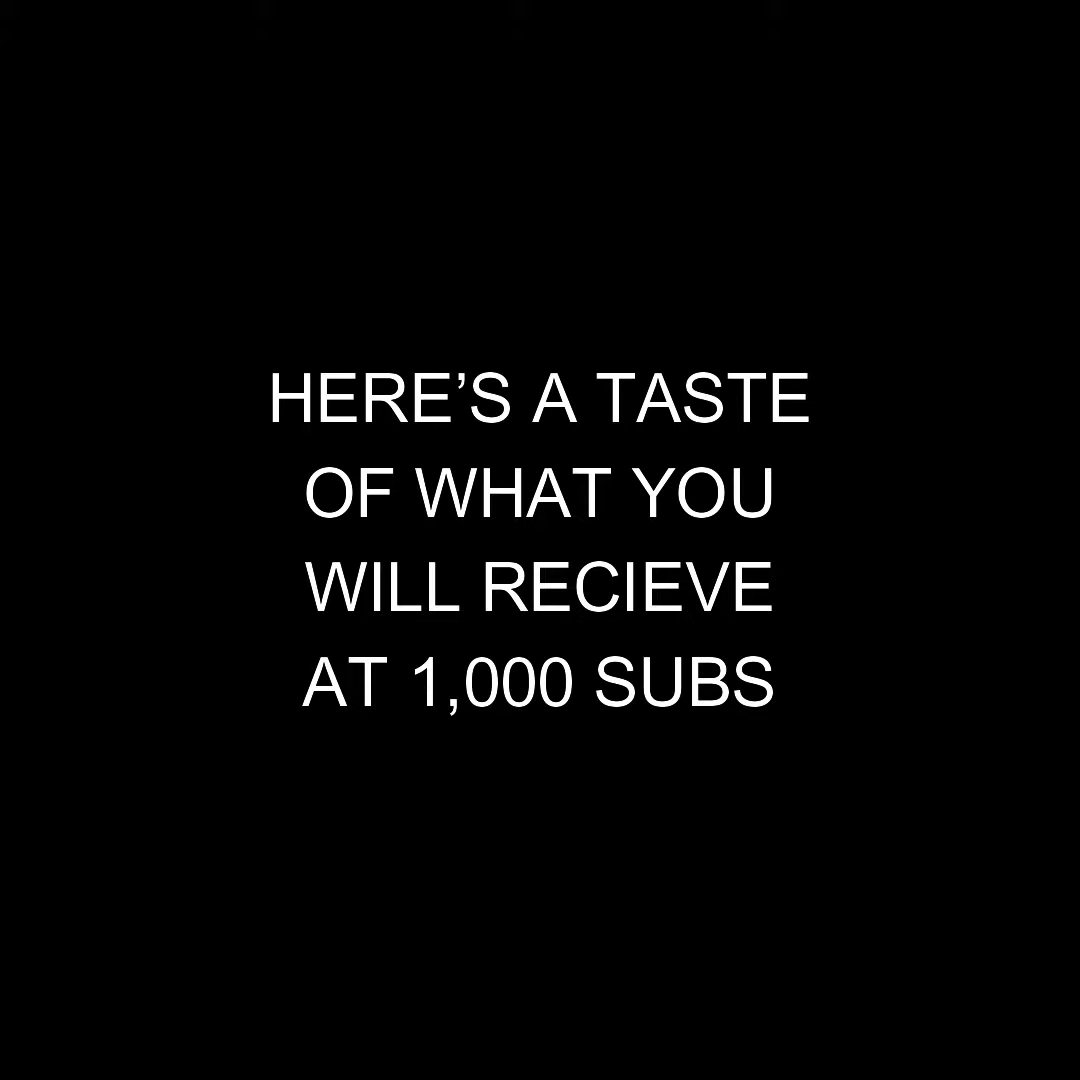 HERE’S A TASTE
OF WHAT YOU
WILL RECIEVE
AT 1,000 SUBS